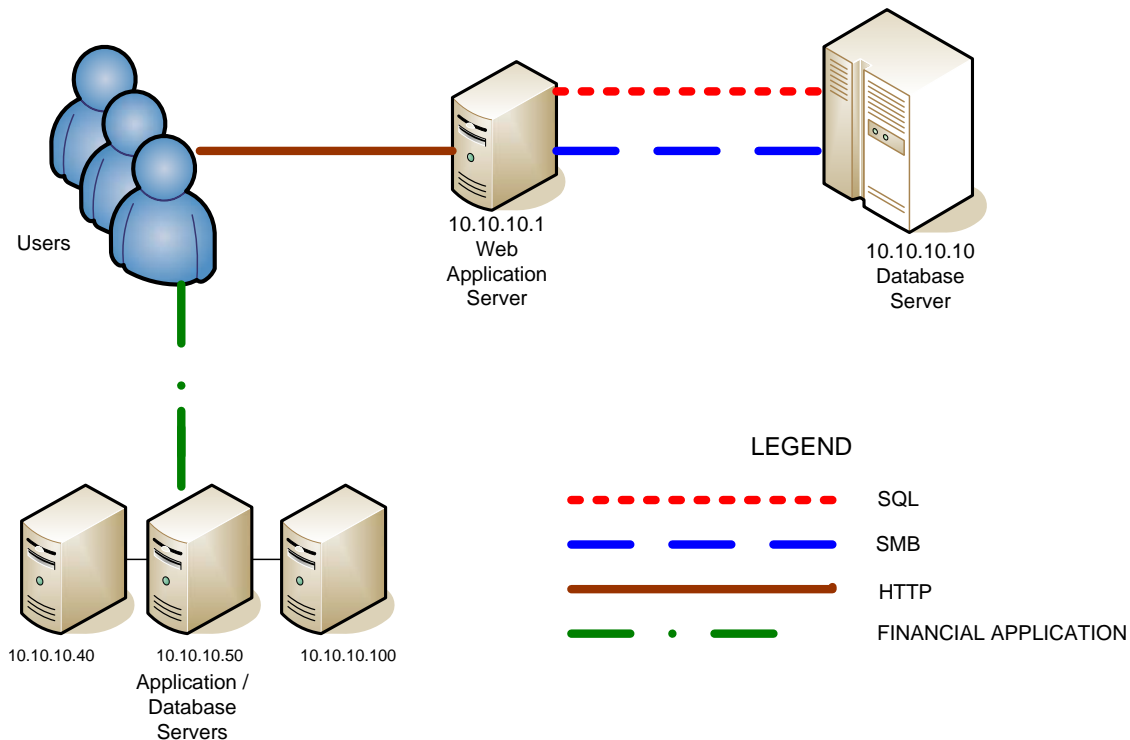 Users
10.10.10.1
Web
Application
Server
10.10.10.10
Database
Server
LEGEND
SQL
SMB
HTTP
FINANCIAL APPLICATION
10.10.10.40
10.10.10.50
10.10.10.100
Application /
Database
Servers